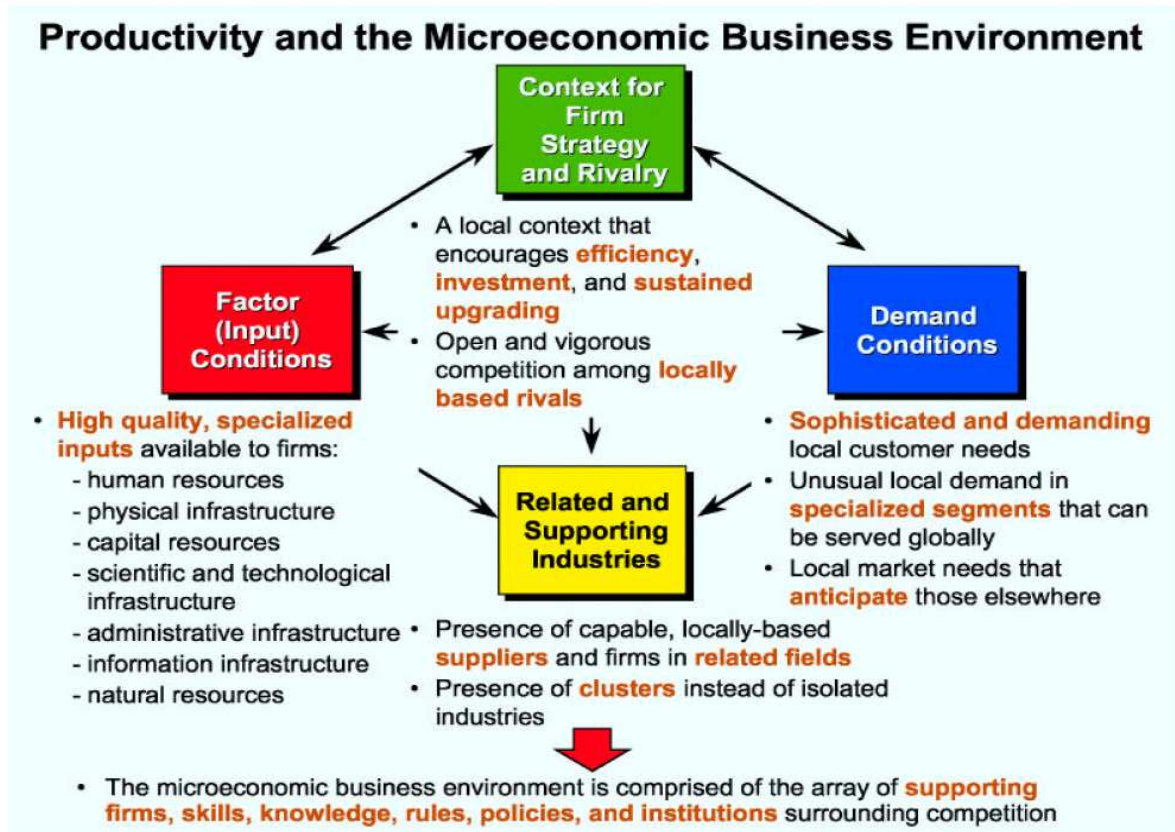 Productivity and the Microeconomic Business Environment
Context for
Firm
Strategy
and Rivalry
• A local context that
encourages efficiency,
investment, and sustained
upgrading
• Open and vigorous
competition among locally
based rivals
Factor
(Input)
Conditions
• High quality, specialized
inputs available to firms:
- human resources
- physical infrastructure
- capital resources
- scientific and technological
infrastructure
- administrative infrastructure
- information infrastructure
- natural resources
Demand
Conditions
• Sophisticated and demanding
local customer needs
• Unusual local demand in
specialized segments that can
be served globally
• Local market needs that
anticipate those elsewhere
Related and
Supporting
Industries
• Presence of capable, locally-based
suppliers and firms in related fields
• Presence of clusters instead of isolated
industries
• The microeconomic business environment is comprised of the array of supporting
firms, skills, knowledge, rules, policies, and institutions surrounding competition